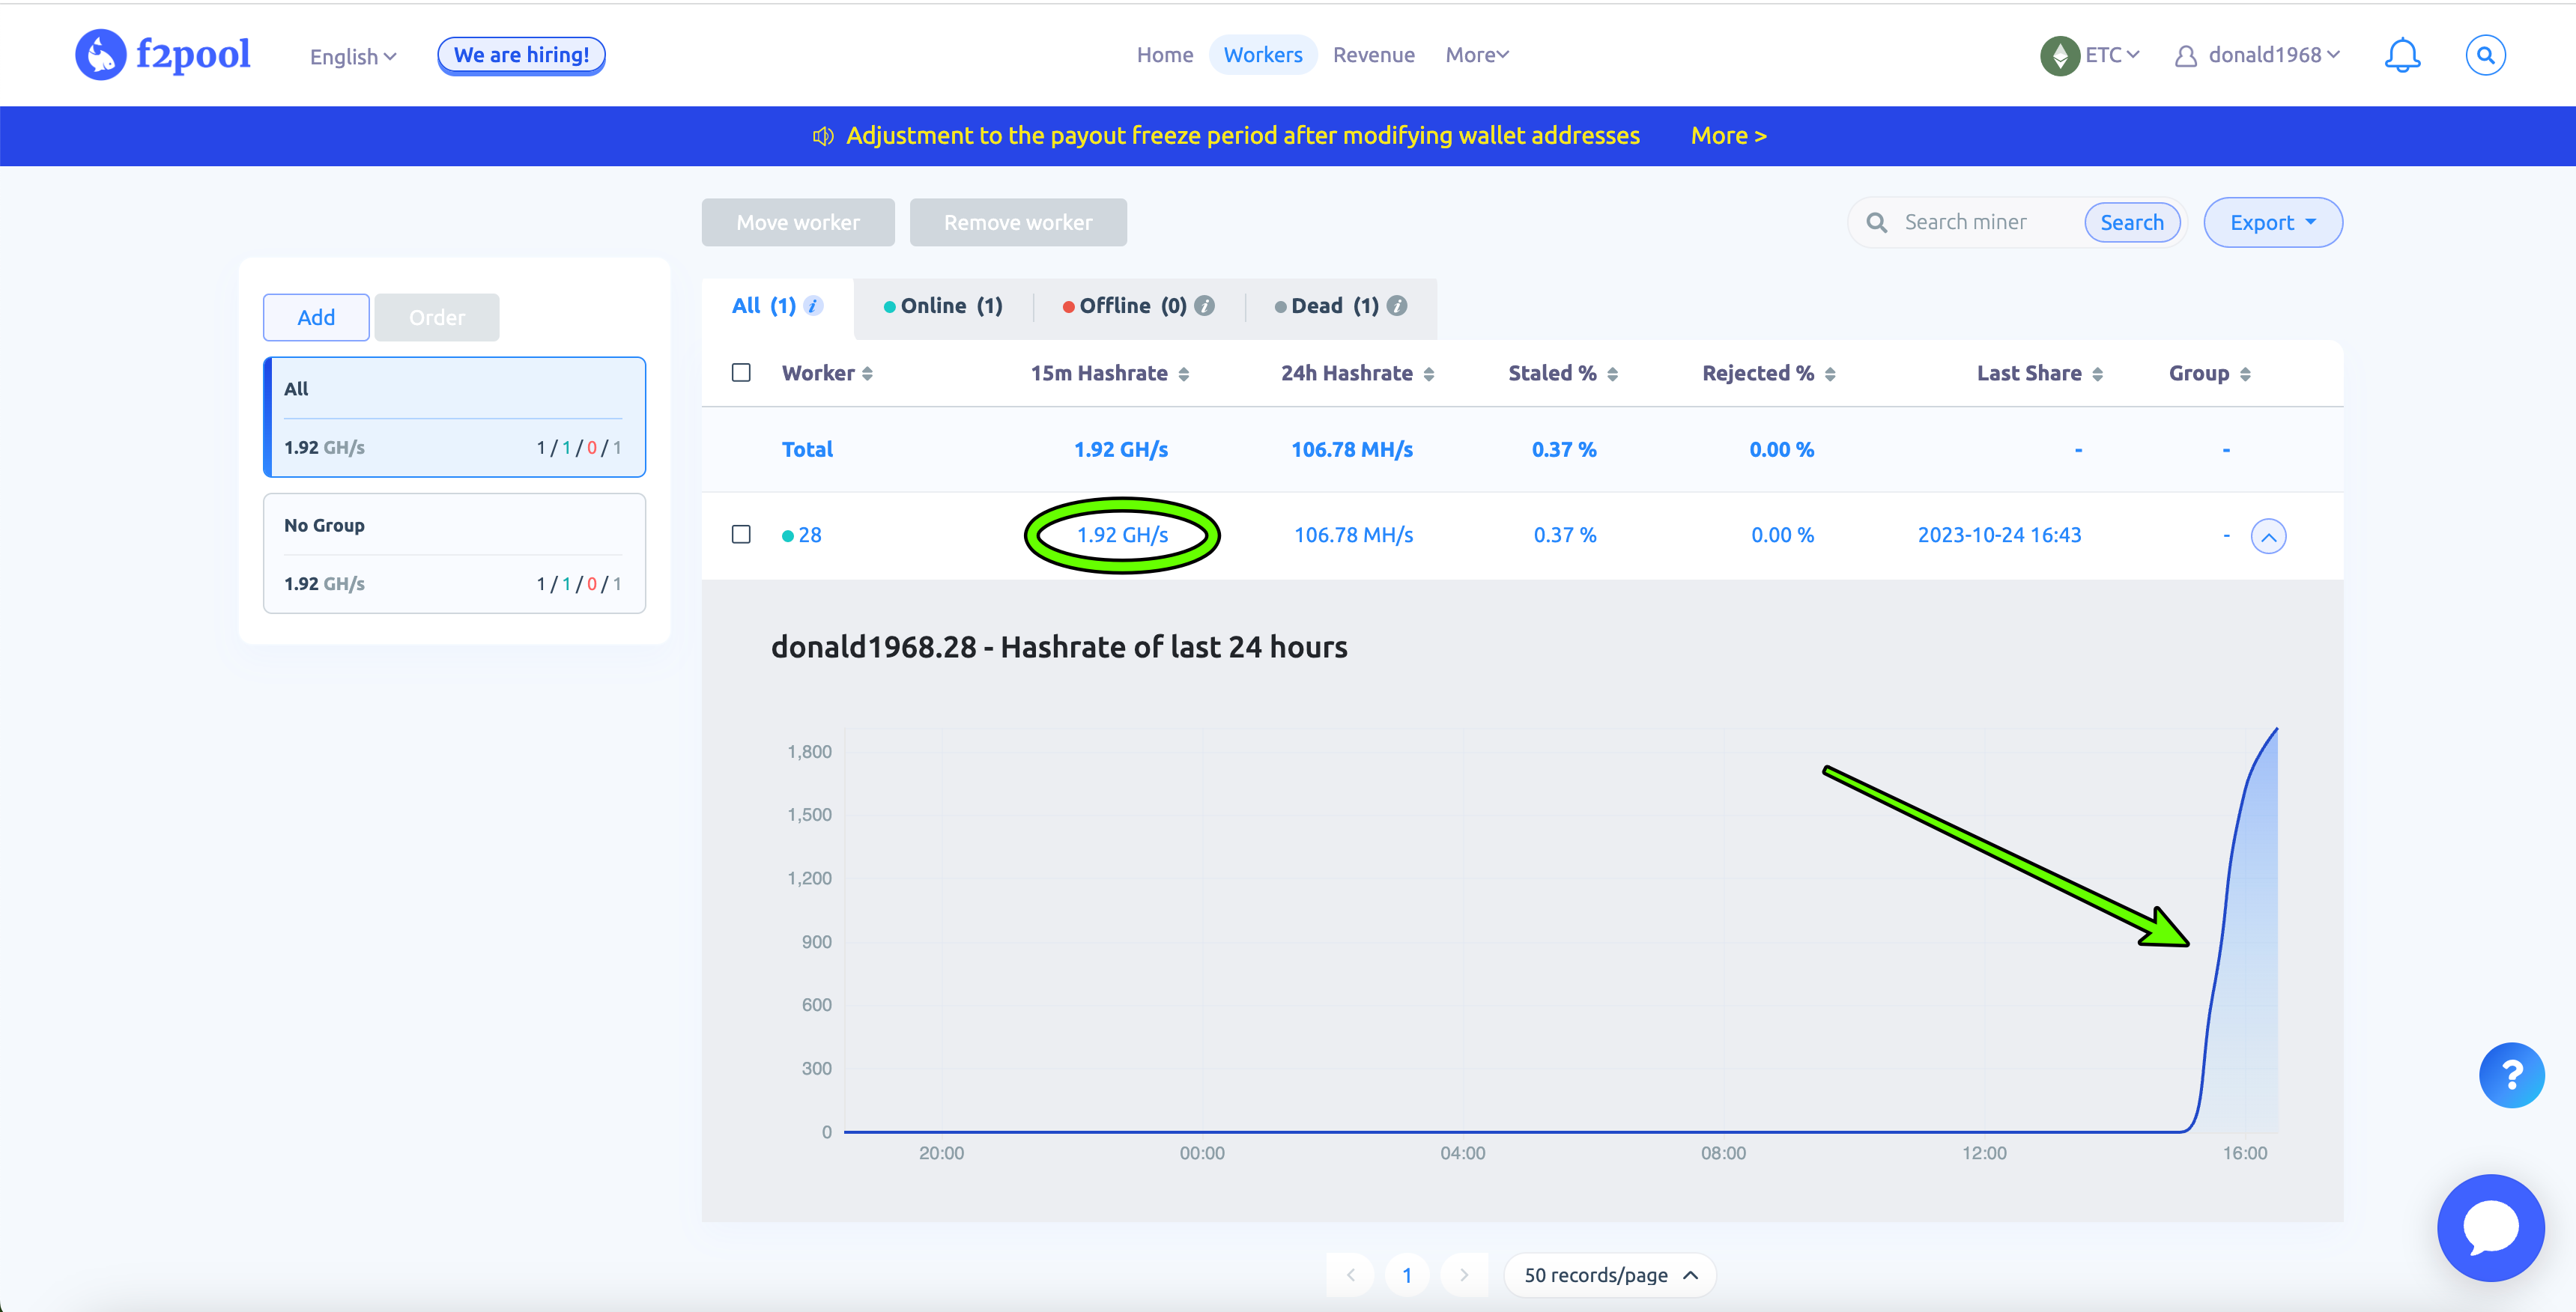 f2pool English We are hiring! Home Workers Revenue More ETC donald1968
Adjustment to the payout freeze period after modifying wallet addresses More >
Move worker Remove worker Search miner Search Export
Add Order
All
1.92 GH/s 1 / 1 / 0 / 1
No Group
1.92 GH/s 1 / 1 / 0 / 1
All (1) i Online (1) Offline (0) i Dead (1) i
Worker 15m Hashrate 24h Hashrate Staled % Rejected % Last Share Group
Total 1.92 GH/s 106.78 MH/s 0.37 % 0.00 % - -
28 1.92 GH/s 106.78 MH/s 0.37 % 0.00 % 2023-10-24 16:43 -
donald1968.28 - Hashrate of last 24 hours
1,800
1,500
1,200
900
600
300
0
20:00 00:00 04:00 08:00 12:00 16:00
?
< 1 > 50 records/page